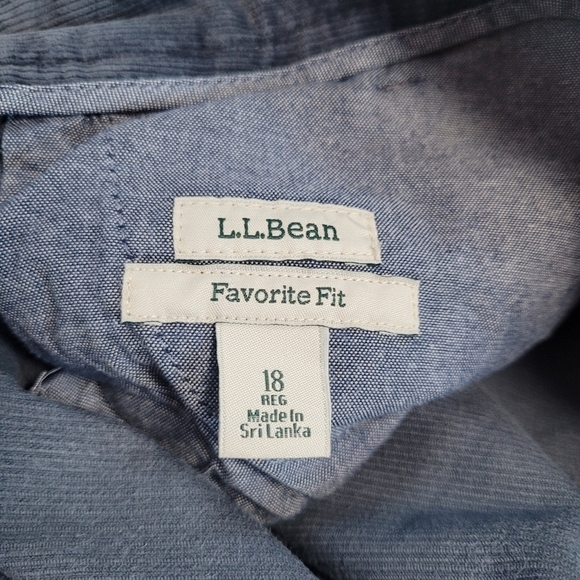 L.L.Bean
Favorite Fit
18
REG
Made In
Sri Lanka